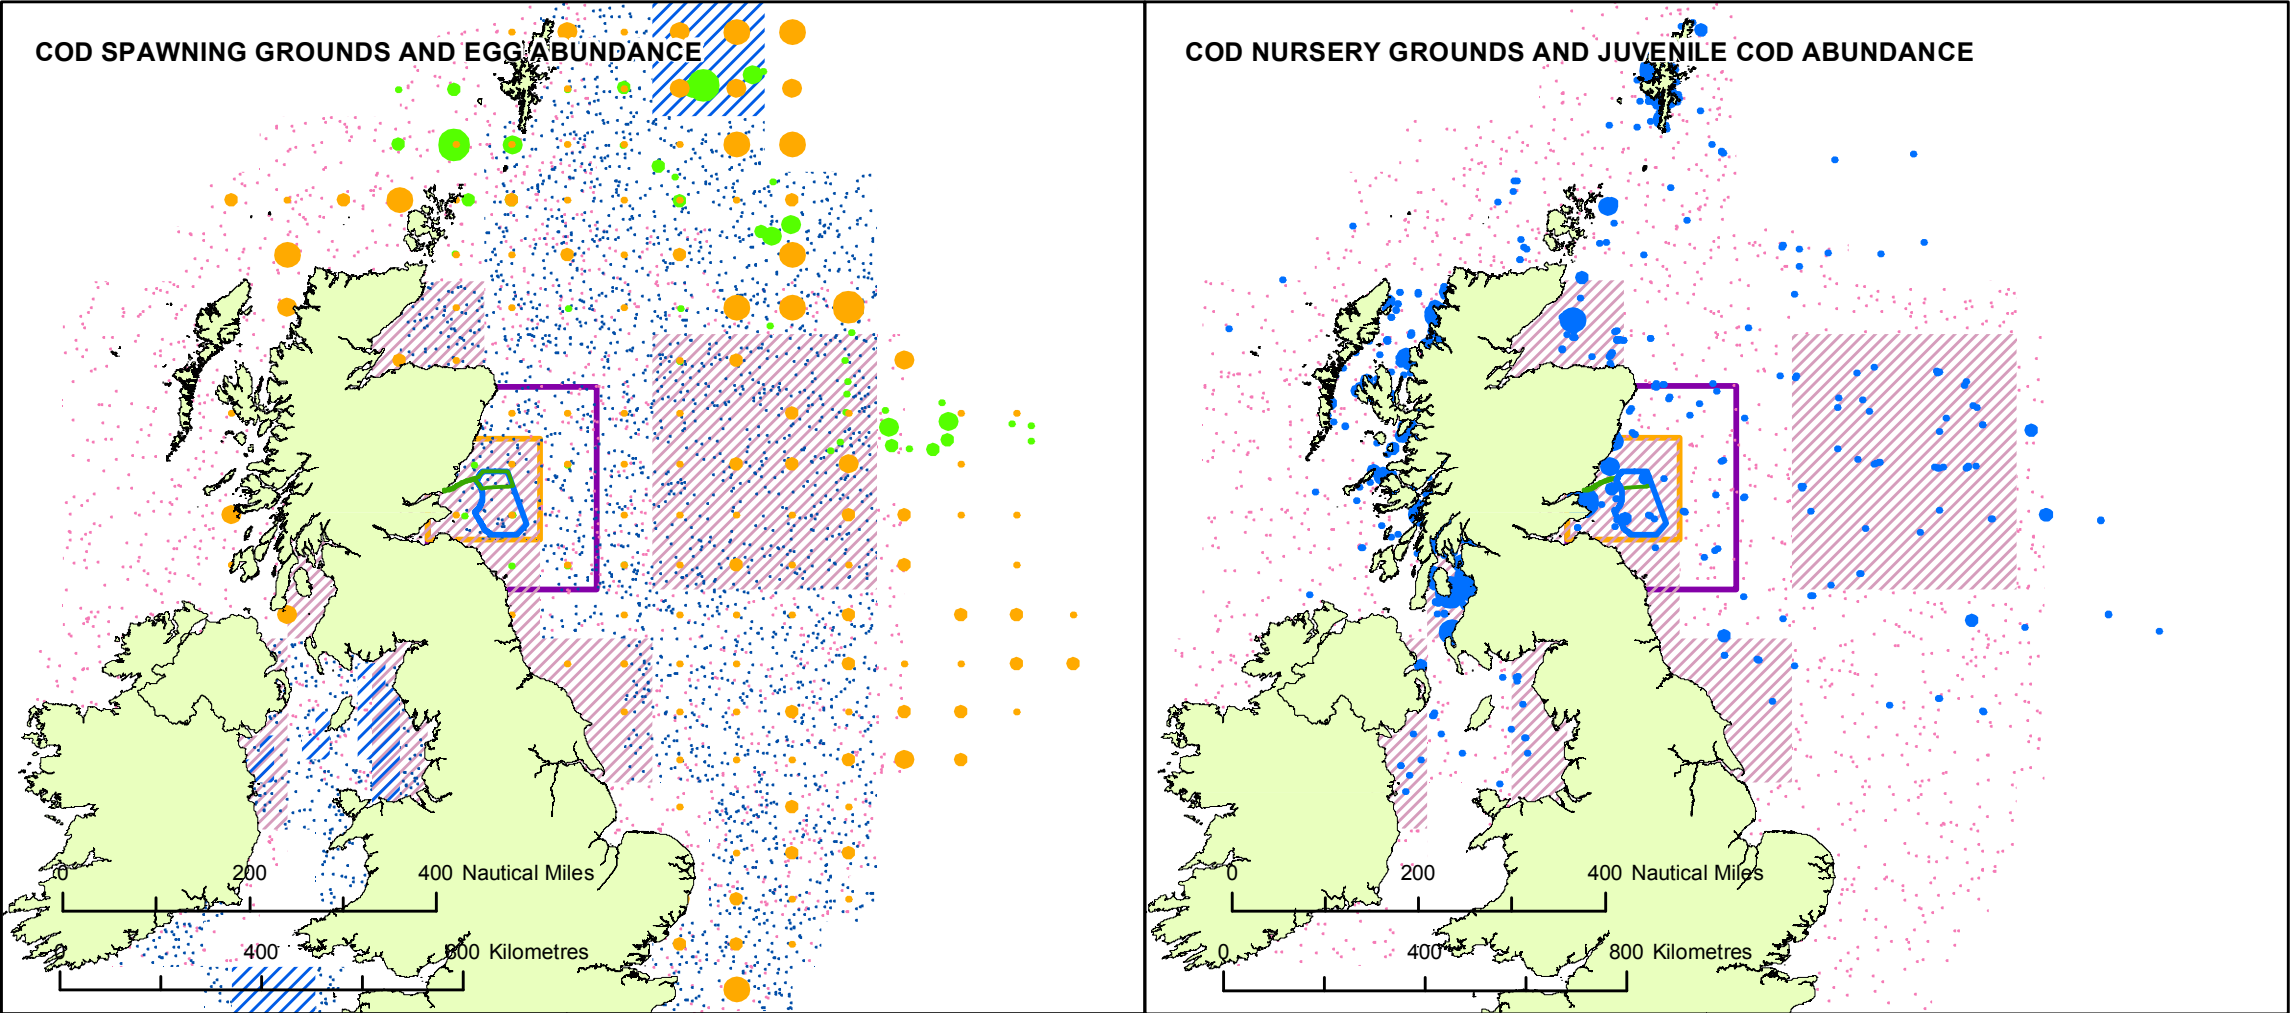 COD SPAWNING GROUNDS AND EGG ABUNDANCE
0 200 400 Nautical Miles
0 400 800 Kilometres
COD NURSERY GROUNDS AND JUVENILE COD ABUNDANCE
0 200 400 Nautical Miles
0 400 800 Kilometres